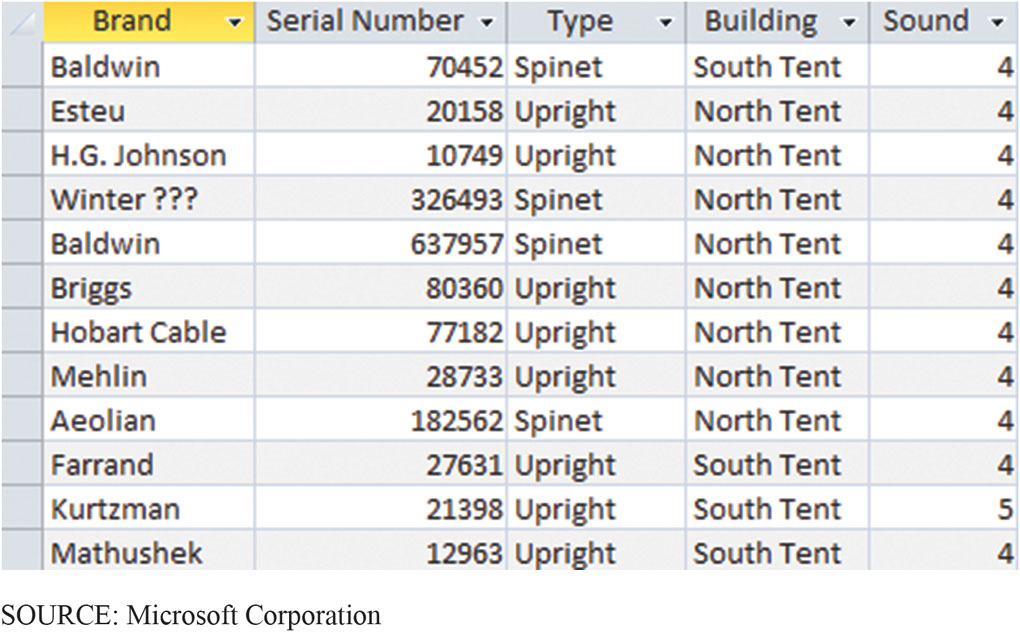 Brand Serial Number Type Building Sound
Baldwin 70452 Spinet South Tent 4
Esteu 20158 Upright North Tent 4
H.G. Johnson 10749 Upright North Tent 4
Winter ??? 326493 Spinet North Tent 4
Baldwin 637957 Spinet North Tent 4
Briggs 80360 Upright North Tent 4
Hobart Cable 77182 Upright North Tent 4
Mehlin 28733 Upright North Tent 4
Aeolian 182562 Spinet North Tent 4
Farrand 27631 Upright South Tent 4
Kurtzman 21398 Upright South Tent 5
Mathushek 12963 Upright South Tent 4
SOURCE: Microsoft Corporation